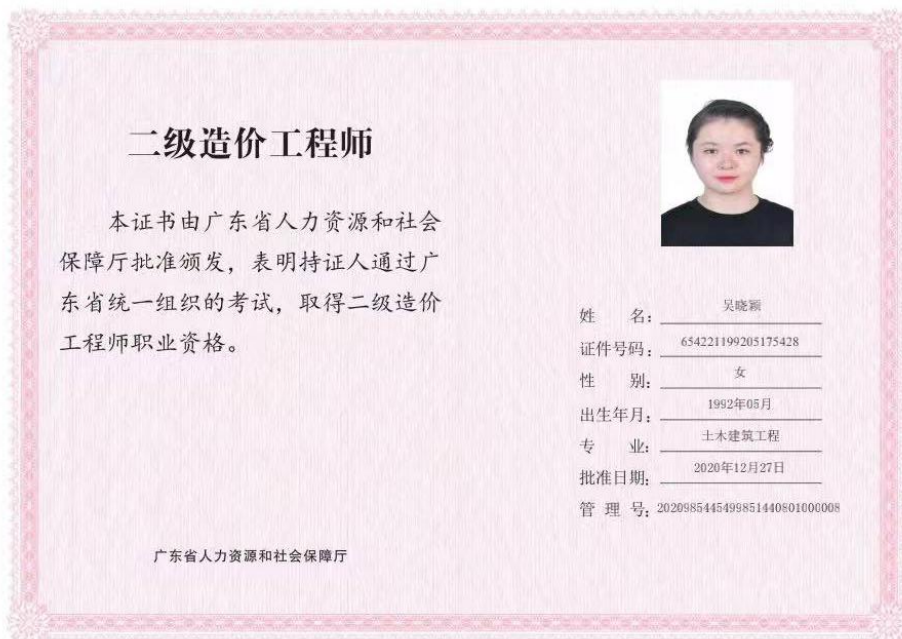 二级造价工程师
本证书由广东省人力资源和社会
保障厅批准颁发，表明持证人通过广
东省统一组织的考试，取得二级造价
工程师职业资格。
广东省人力资源和社会保障厅
姓 名： 吴晓颖
证件号码： 654221199205175428
性 别： 女
出生年月： 1992年05月
专 业： 土木建筑工程
批准日期： 2020年12月27日
管 理 号： 2020985445499851440801000008